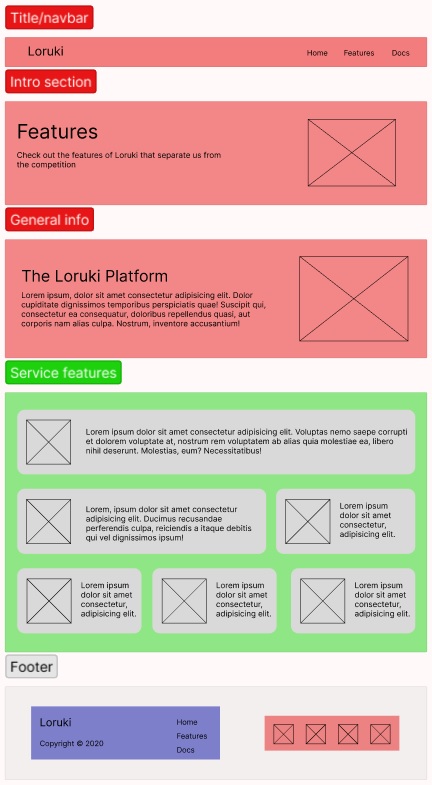 Title/navbar
Loruki
Home Features Docs
Intro section
Features
Check out the features of Loruki that separate us from
the competition
General info
The Loruki Platform
Lorem ipsum, dolor sit amet consectetur adipisicing elit. Dolor
cupiditate dignissimos temporibus perspiciatis quae! Suscipit qui,
consectetur ea consequatur, doloribus repellendus quasi, aut
corporis nam alias culpa. Nostrum, inventore accusantium!
Service features
Lorem ipsum dolor sit amet consectetur adipisicing elit. Voluptas nemo saepe corrupti
et dolorem voluptate at, nostrum rem voluptatem ab alias quia molestiae ea, libero
nihil deserunt. Molestias, eum? Necessitatibus!
Lorem, ipsum dolor sit amet consectetur
adipisicing elit. Ducimus recusandae
perferendis culpa, reiciendis a itaque debitis
qui vel dignissimos ipsum!
Lorem ipsum
dolor sit amet
consectetur,
adipisicing elit.
Lorem ipsum
dolor sit amet
consectetur,
adipisicing elit.
Lorem ipsum
dolor sit amet
consectetur,
adipisicing elit.
Lorem ipsum
dolor sit amet
consectetur,
adipisicing elit.
Footer
Loruki
Copyright © 2020
Home
Features
Docs